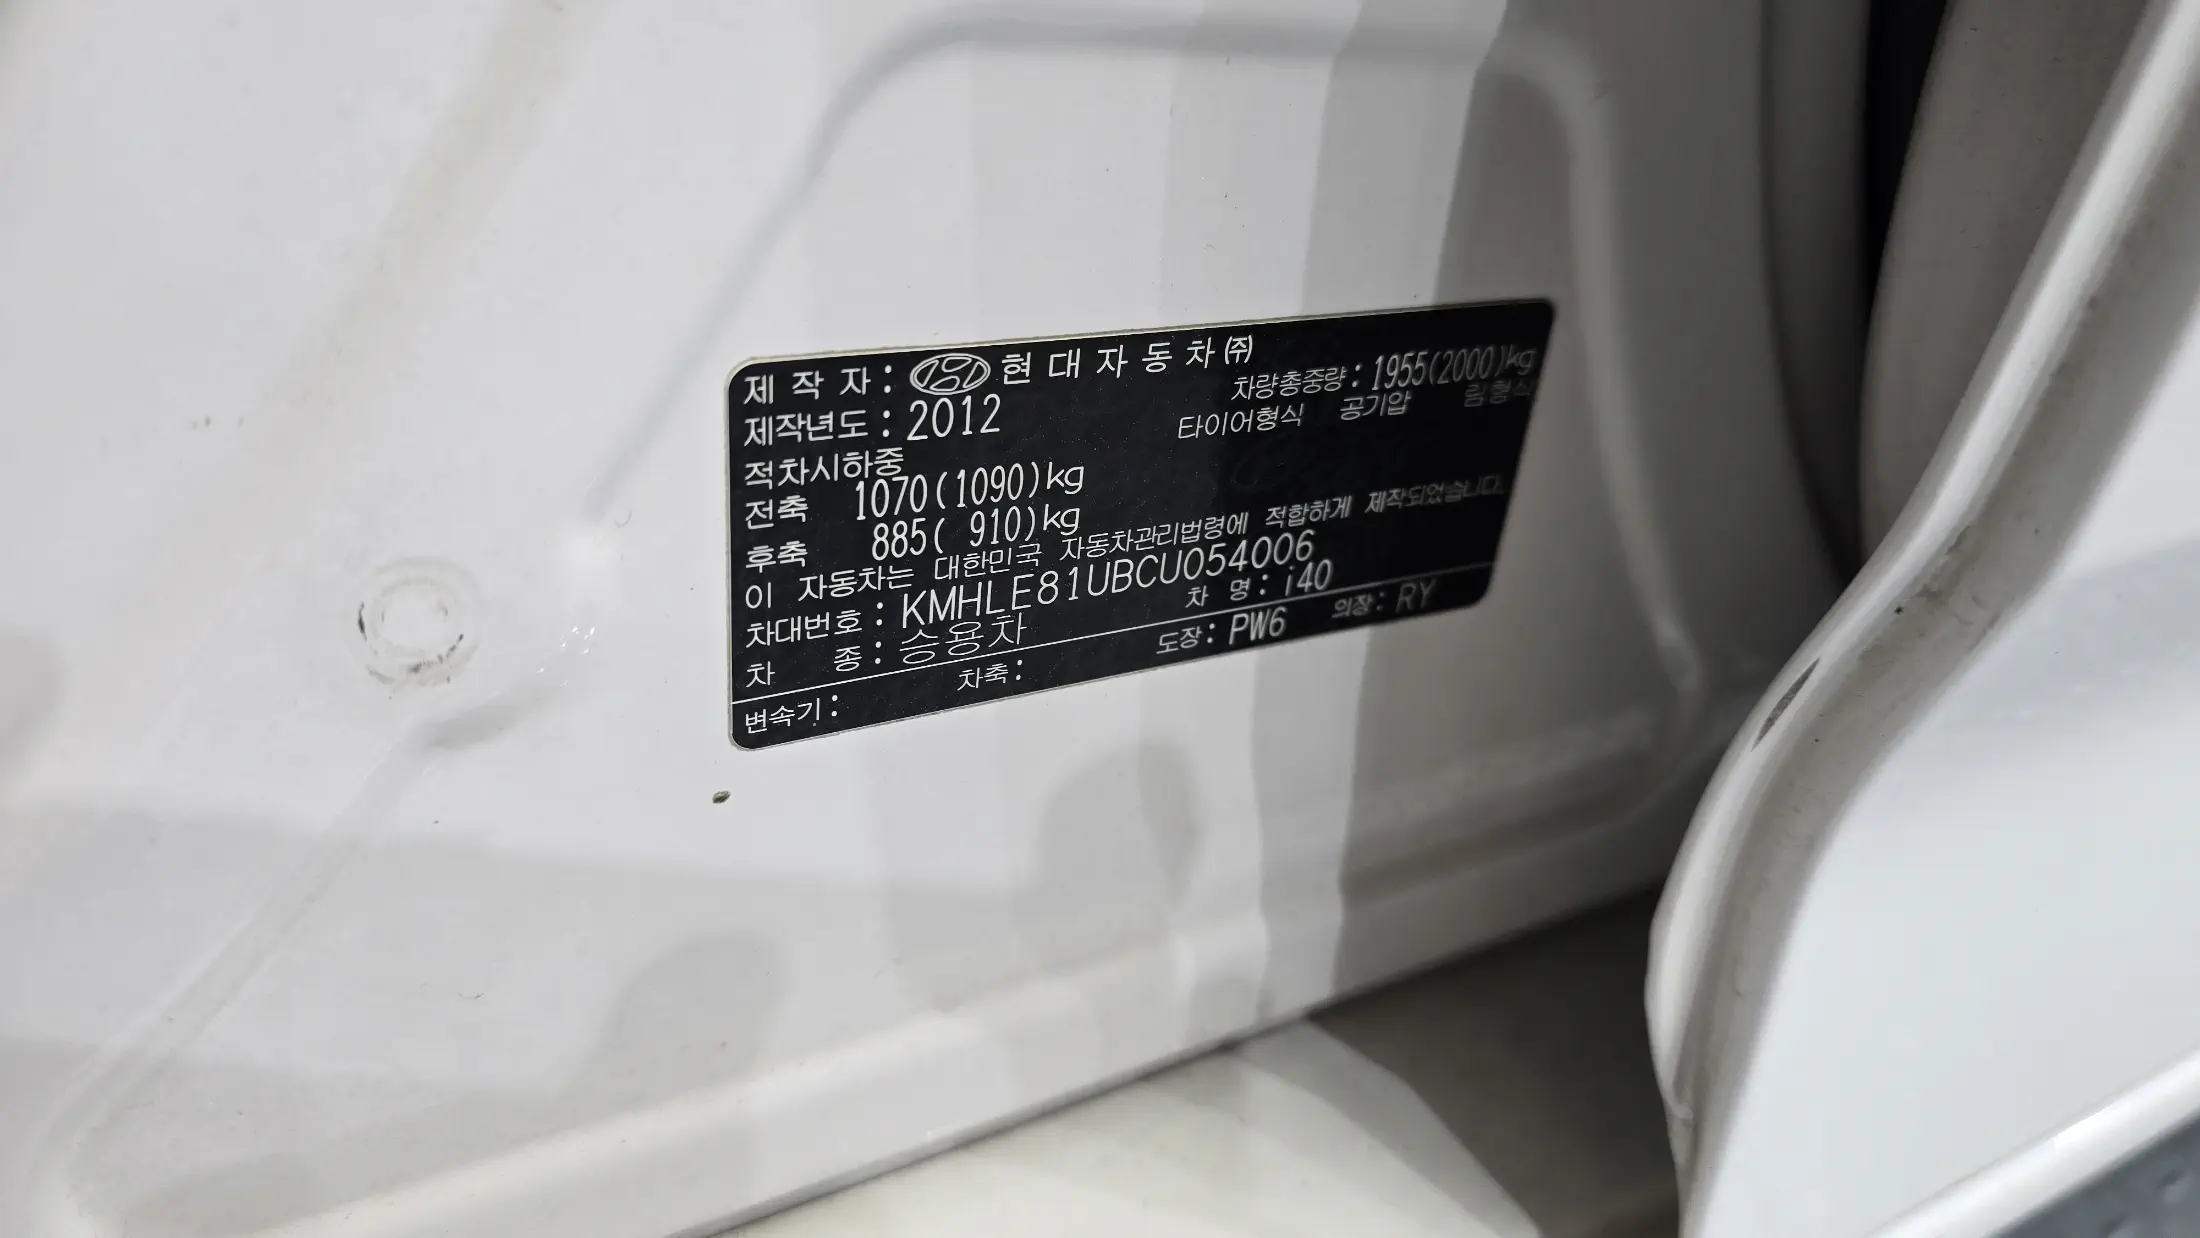 제 작 자 : 현 대 자 동 차 ㈜
제작년도 : 2012
차량총중량 : 1955(2000)kg
타이어형식 공기압 림형식
적차시하중
전축 1070(1090)kg
후축 885( 910)kg
이 자동차는 대한민국 자동차관리법령에 적합하게 제작되었습니다.
차대번호 : KMHLE81UBCU054006
차 종 : 승용차 차 명 : i40
변속기 : 차축 : 도장 : PW6 의장 : RY